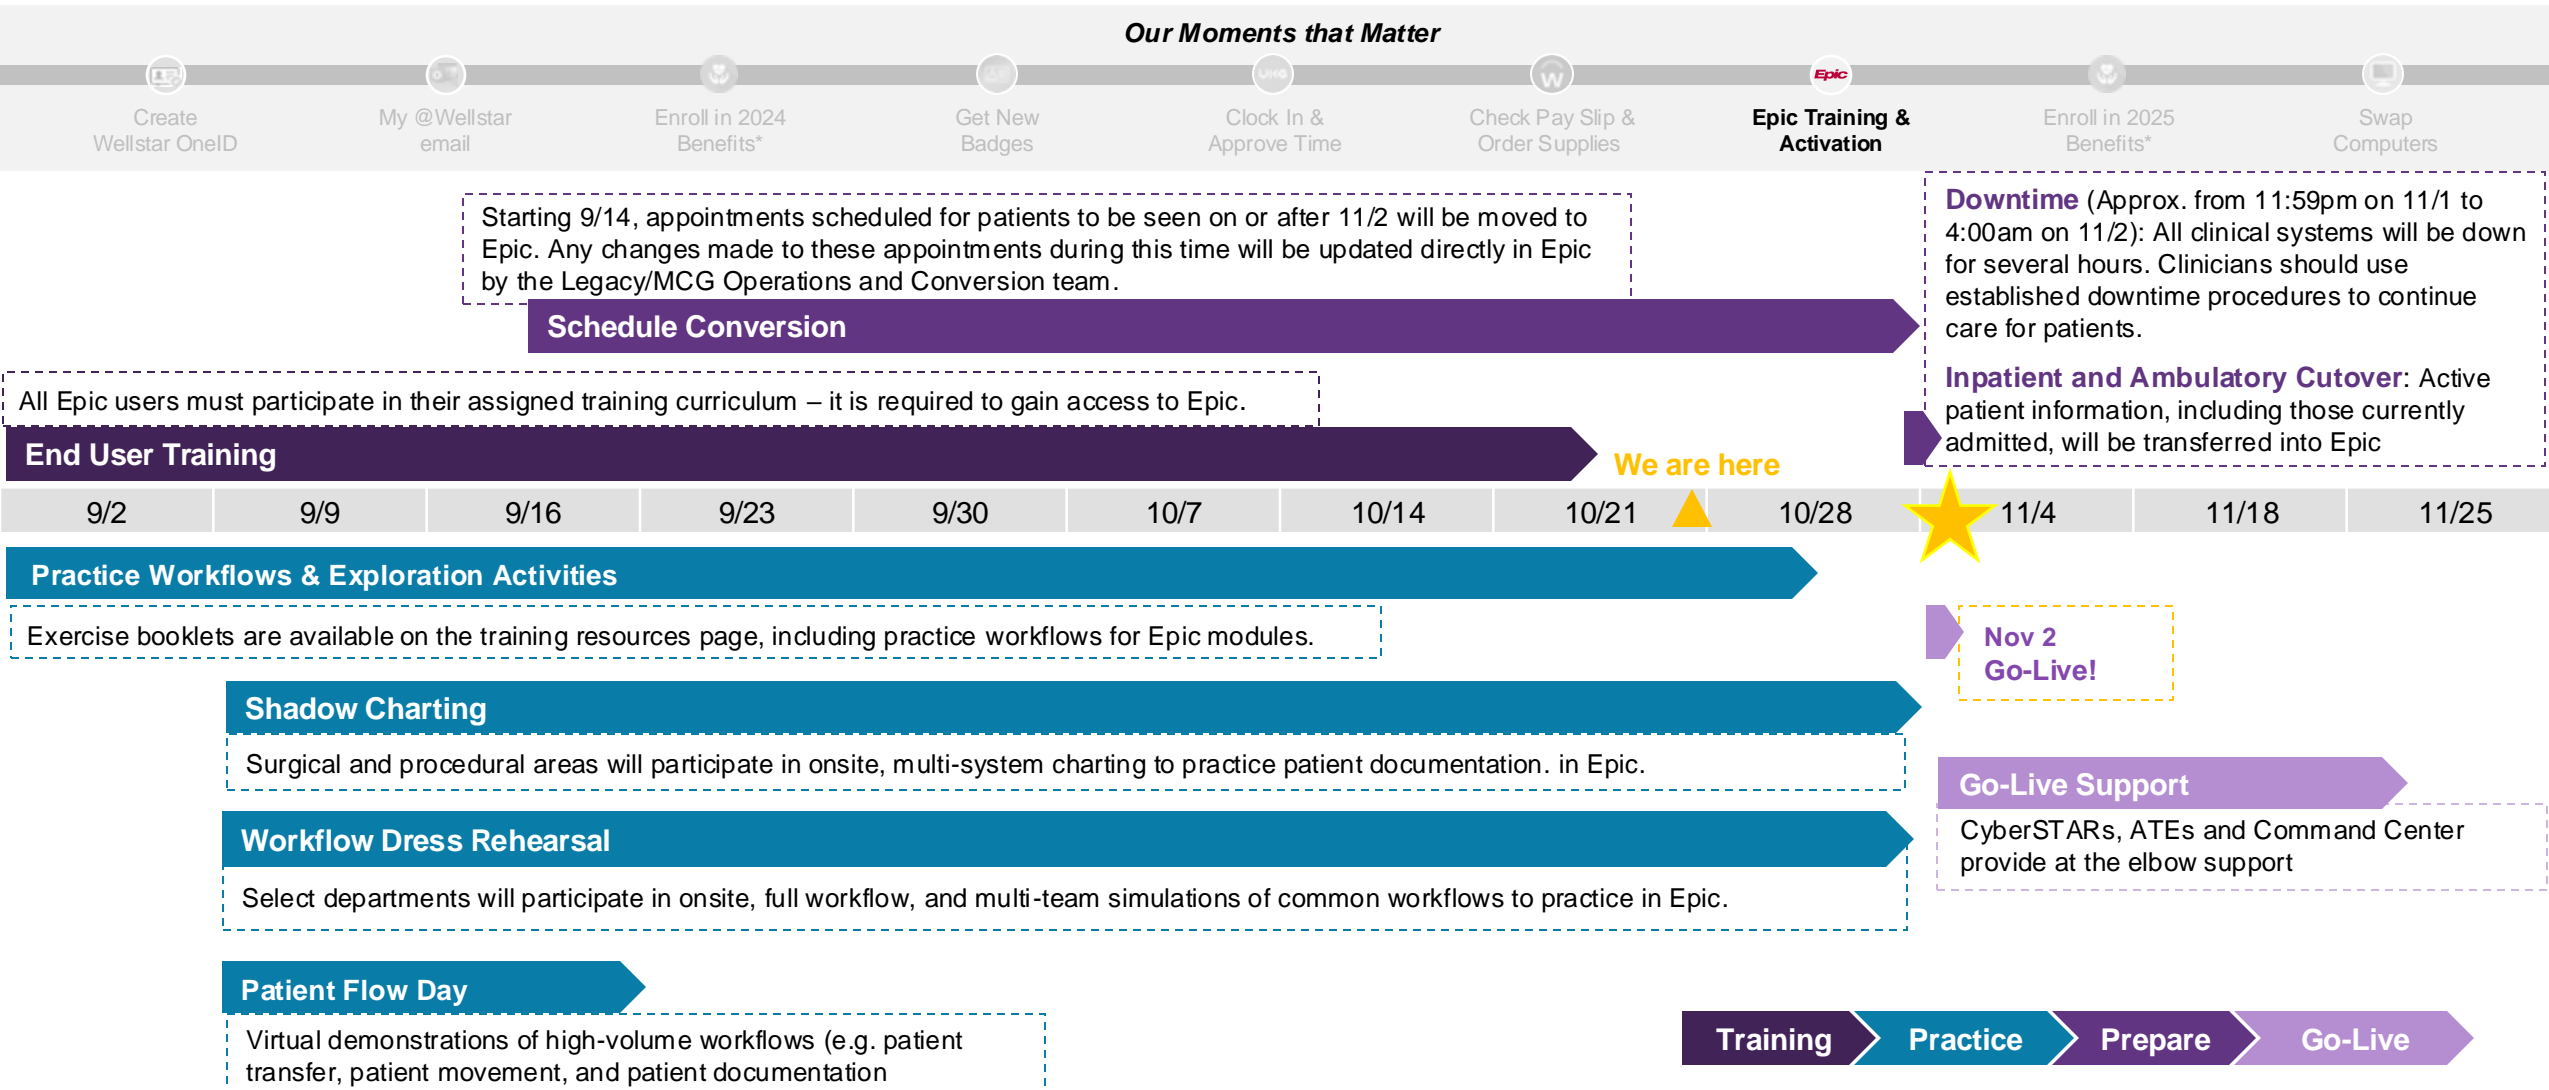 Our Moments that Matter
Epic
Create
Wellstar OneID
My @Wellstar
email
Enroll in 2024
Benefits*
Get New
Badges
Clock In &
Approve Time
Check Pay Slip &
Order Supplies
Epic Training &
Activation
Enroll in 2025
Benefits*
Swap
Computers
Starting 9/14, appointments scheduled for patients to be seen on or after 11/2 will be moved to
Epic. Any changes made to these appointments during this time will be updated directly in Epic
by the Legacy/MCG Operations and Conversion team.
Schedule Conversion
Downtime (Approx. from 11:59pm on 11/1 to
4:00am on 11/2): All clinical systems will be down
for several hours. Clinicians should use
established downtime procedures to continue
care for patients.
Inpatient and Ambulatory Cutover: Active
patient information, including those currently
admitted, will be transferred into Epic
All Epic users must participate in their assigned training curriculum – it is required to gain access to Epic.
End User Training
We are here
9/2 9/9 9/16 9/23 9/30 10/7 10/14 10/21 10/28 11/4 11/18 11/25
Practice Workflows & Exploration Activities
Exercise booklets are available on the training resources page, including practice workflows for Epic modules.
Nov 2
Go-Live!
Shadow Charting
Surgical and procedural areas will participate in onsite, multi-system charting to practice patient documentation. in Epic.
Go-Live Support
CyberSTARs, ATEs and Command Center
provide at the elbow support
Workflow Dress Rehearsal
Select departments will participate in onsite, full workflow, and multi-team simulations of common workflows to practice in Epic.
Patient Flow Day
Virtual demonstrations of high-volume workflows (e.g. patient
transfer, patient movement, and patient documentation
Training Practice Prepare Go-Live